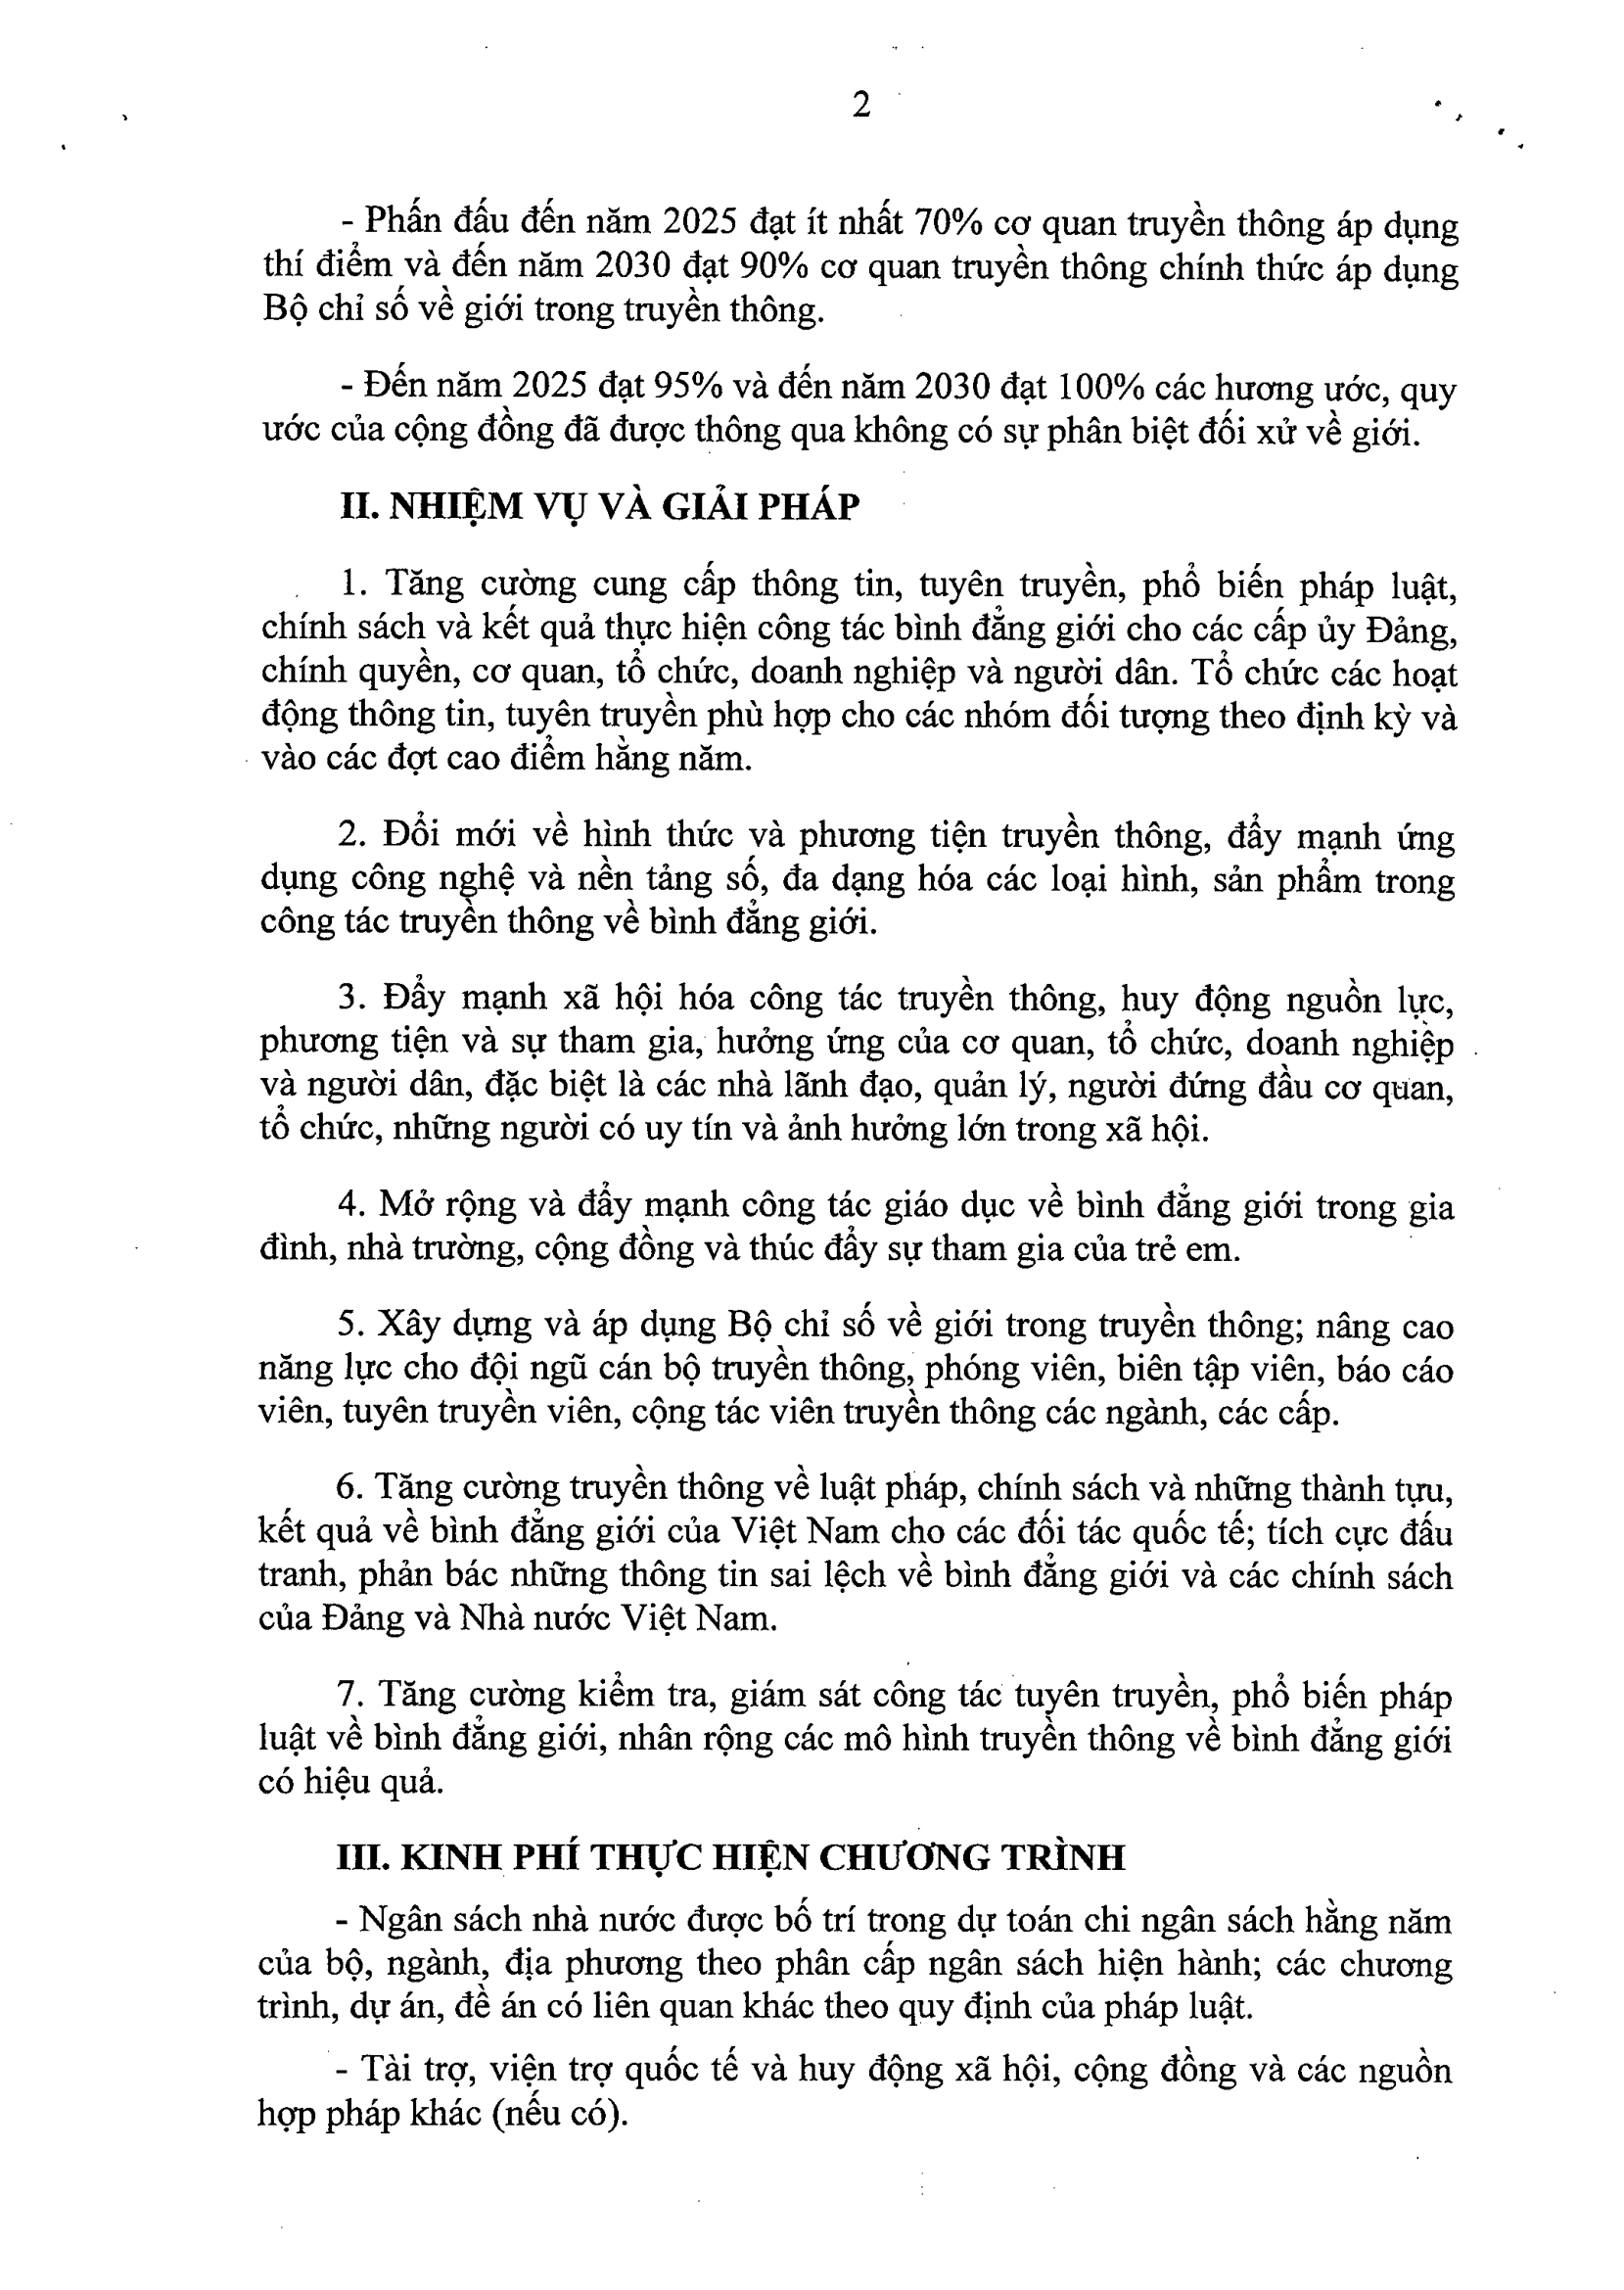 2
- Phấn đấu đến năm 2025 đạt ít nhất 70% cơ quan truyền thông áp dụng
thí điểm và đến năm 2030 đạt 90% cơ quan truyền thông chính thức áp dụng
Bộ chỉ số về giới trong truyền thông.
- Đến năm 2025 đạt 95% và đến năm 2030 đạt 100% các hương ước, quy
ước của cộng đồng đã được thông qua không có sự phân biệt đối xử về giới.
II. NHIỆM VỤ VÀ GIẢI PHÁP
1. Tăng cường cung cấp thông tin, tuyên truyền, phổ biến pháp luật,
chính sách và kết quả thực hiện công tác bình đẳng giới cho các cấp ủy Đảng,
chính quyền, cơ quan, tổ chức, doanh nghiệp và người dân. Tổ chức các hoạt
động thông tin, tuyên truyền phù hợp cho các nhóm đối tượng theo định kỳ và
vào các đợt cao điểm hằng năm.
2. Đổi mới về hình thức và phương tiện truyền thông, đẩy mạnh ứng
dụng công nghệ và nền tảng số, đa dạng hóa các loại hình, sản phẩm trong
công tác truyền thông về bình đẳng giới.
3. Đẩy mạnh xã hội hóa công tác truyền thông, huy động nguồn lực,
phương tiện và sự tham gia, hưởng ứng của cơ quan, tổ chức, doanh nghiệp
và người dân, đặc biệt là các nhà lãnh đạo, quản lý, người đứng đầu cơ quan,
tổ chức, những người có uy tín và ảnh hưởng lớn trong xã hội.
4. Mở rộng và đẩy mạnh công tác giáo dục về bình đẳng giới trong gia
đình, nhà trường, cộng đồng và thúc đẩy sự tham gia của trẻ em.
5. Xây dựng và áp dụng Bộ chỉ số về giới trong truyền thông; nâng cao
năng lực cho đội ngũ cán bộ truyền thông, phóng viên, biên tập viên, báo cáo
viên, tuyên truyền viên, cộng tác viên truyền thông các ngành, các cấp.
6. Tăng cường truyền thông về luật pháp, chính sách và những thành tựu,
kết quả về bình đẳng giới của Việt Nam cho các đối tác quốc tế; tích cực đấu
tranh, phản bác những thông tin sai lệch về bình đẳng giới và các chính sách
của Đảng và Nhà nước Việt Nam.
7. Tăng cường kiểm tra, giám sát công tác tuyên truyền, phổ biến pháp
luật về bình đẳng giới, nhân rộng các mô hình truyền thông về bình đẳng giới
có hiệu quả.
III. KINH PHÍ THỰC HIỆN CHƯƠNG TRÌNH
- Ngân sách nhà nước được bố trí trong dự toán chi ngân sách hằng năm
của bộ, ngành, địa phương theo phân cấp ngân sách hiện hành; các chương
trình, dự án, đề án có liên quan khác theo quy định của pháp luật.
- Tài trợ, viện trợ quốc tế và huy động xã hội, cộng đồng và các nguồn
hợp pháp khác (nếu có).